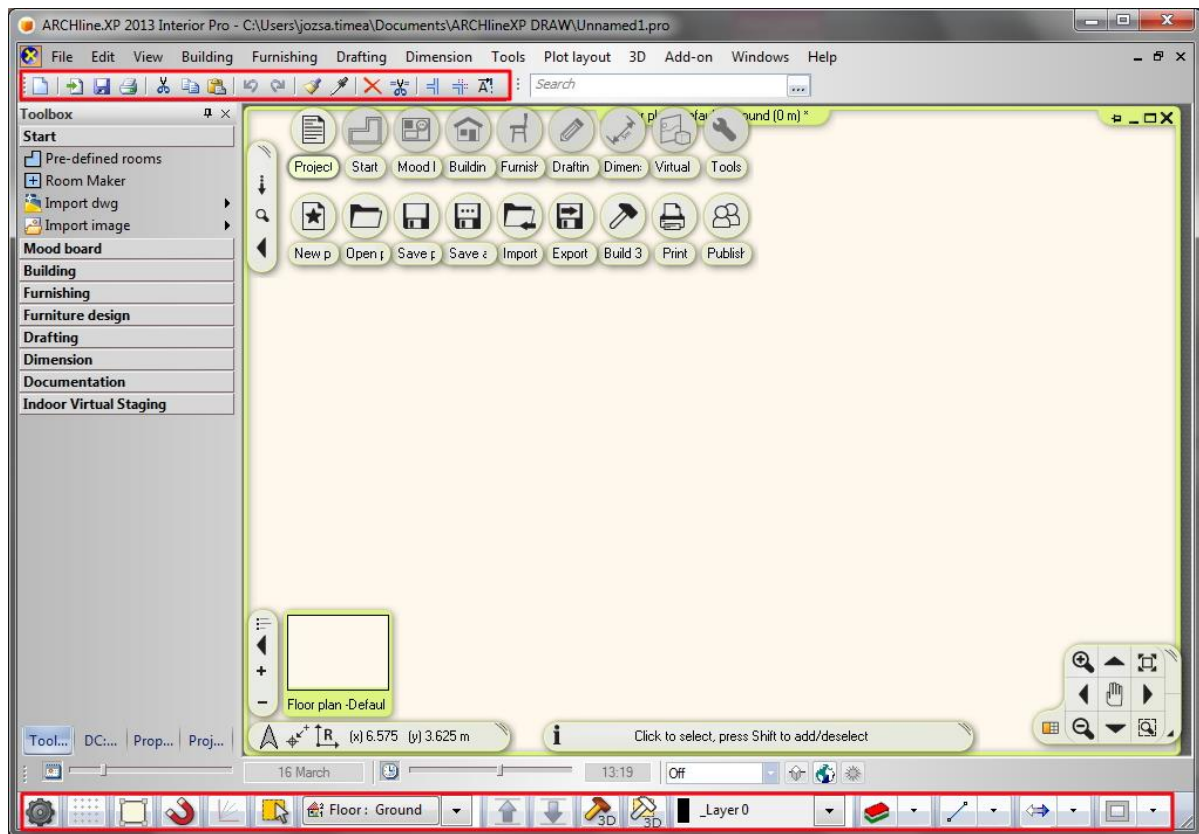 ARCHline.XP 2013 Interior Pro - C:\Users\jozsa.timea\Documents\ARCHlineXP DRAW\Unnamed1.pro
File Edit View Building Furnishing Drafting Dimension Tools Plot layout 3D Add-on Windows Help
Search
Toolbox
Start
Pre-defined rooms
Room Maker
Import dwg
Import image
Mood board
Building
Furnishing
Furniture design
Drafting
Dimension
Documentation
Indoor Virtual Staging
und (0 m) *
Project Start Mood Buildin Furnish Draftin Dimen: Virtual Tools
New p Open Save Save Import Export Build 3 Print Publish
Floor plan -Defaul
(x) 6.575 (y) 3.625 m
i Click to select, press Shift to add/deselect
Tool... DC:... Prop... Proj...
16 March 13:19 Off
Floor : Ground 3D 3D _Layer 0